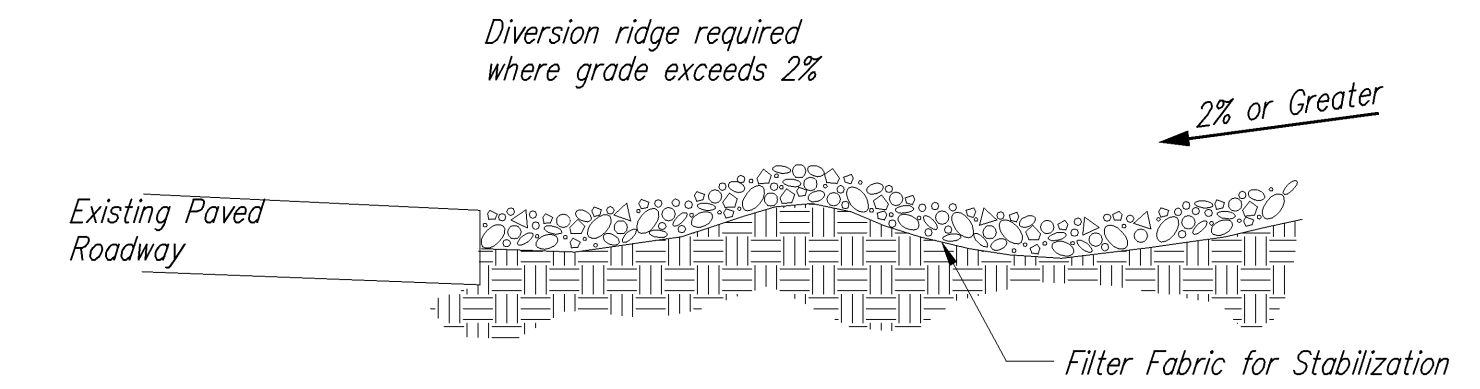 Diversion ridge required
where grade exceeds 2%
2% or Greater
Existing Paved
Roadway
Filter Fabric for Stabilization